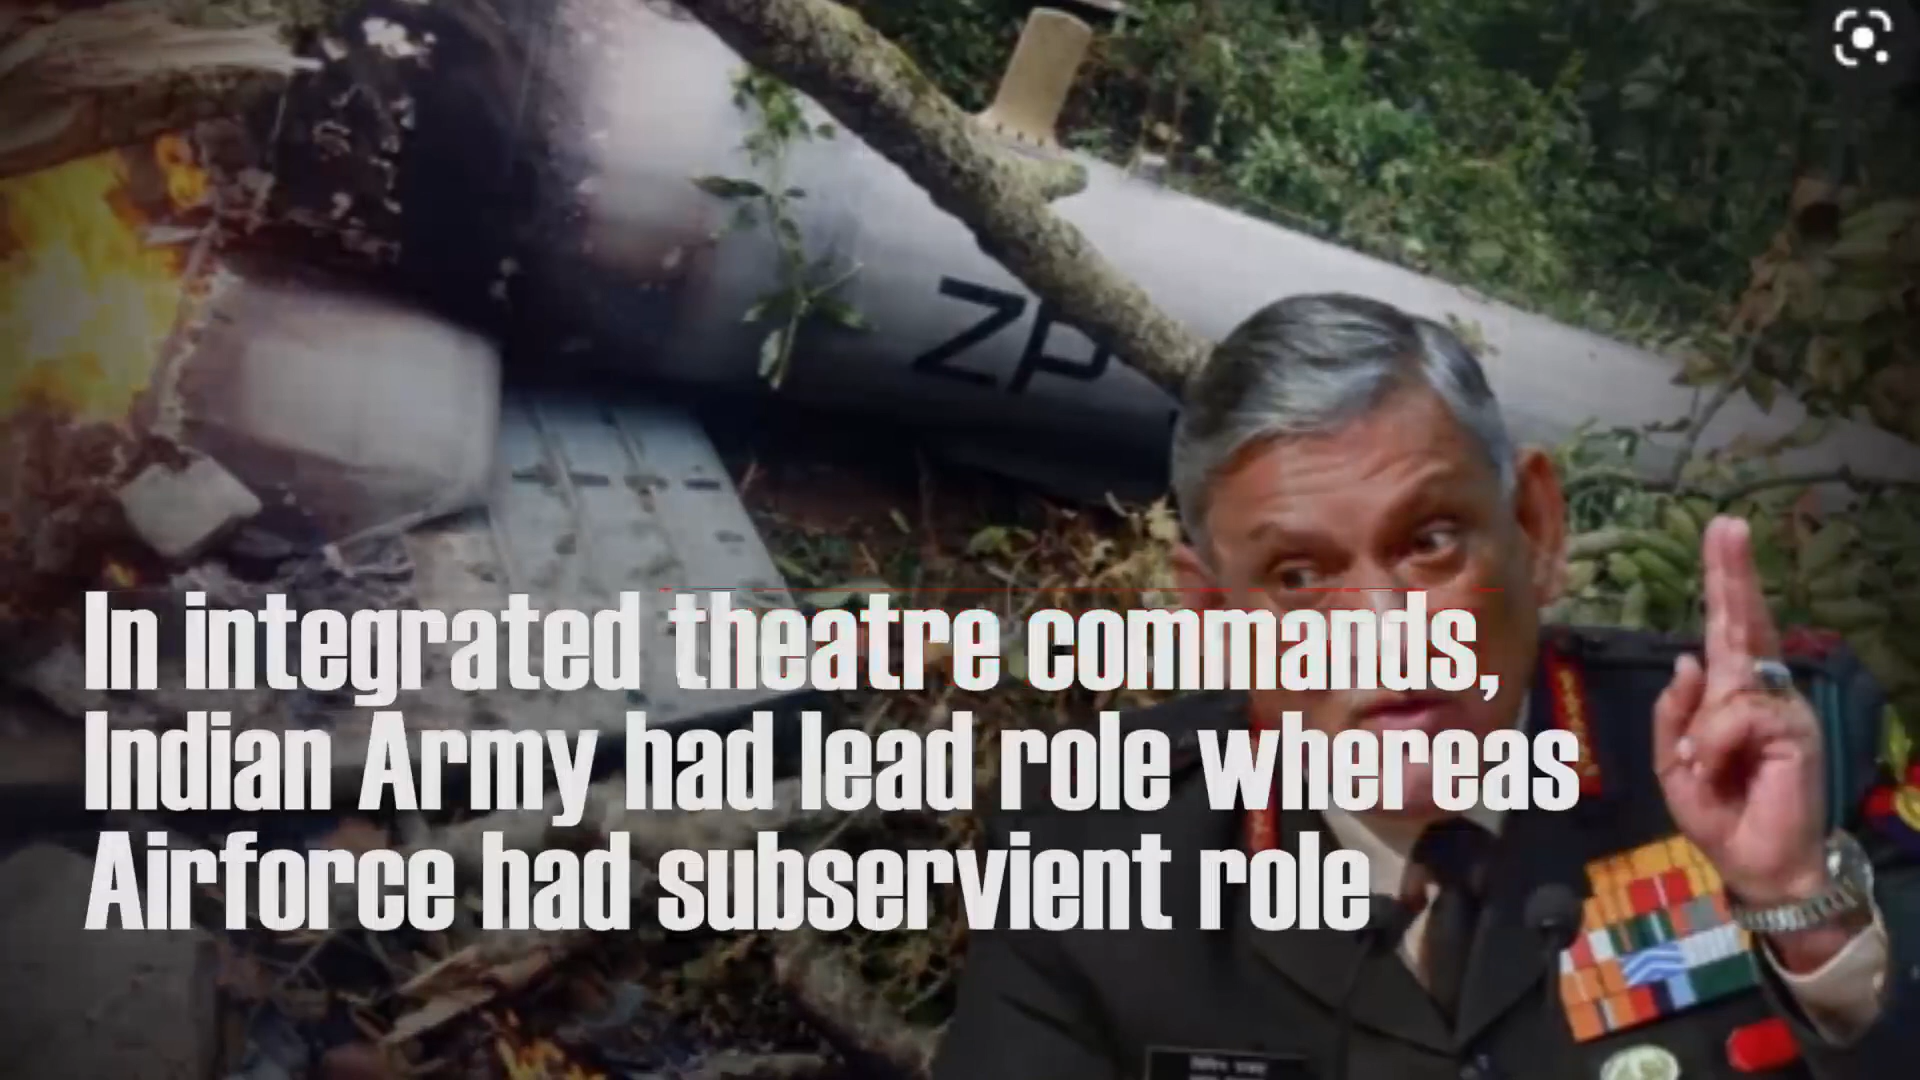 ZP
In integrated theatre commands,
Indian Army had lead role whereas
Airforce had subservient role